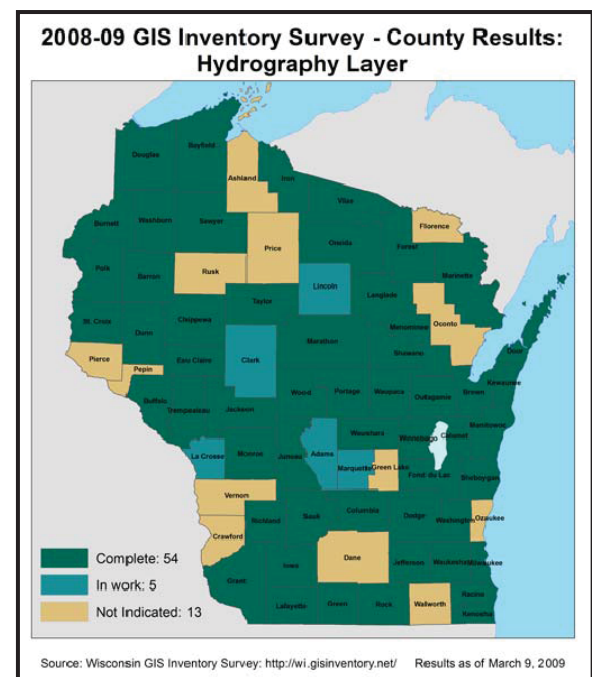 2008-09 GIS Inventory Survey - County Results:
Hydrography Layer
Douglas
Bayfield
Ashland
Iron
Vilas
Florence
Burnett
Washburn
Sawyer
Price
Oneida
Forest
Marinette
Polk
Barron
Rusk
Lincoln
Langlade
Taylor
Oconto
St. Croix
Dunn
Chippewa
Menominee
Marathon
Shawano
Door
Pierce
Pepin
Eau Claire
Clark
Kewaunee
Buffalo
Trempealeau
Jackson
Wood
Portage
Waupaca
Outagamie
Brown
Manitowoc
La Crosse
Monroe
Juneau
Adams
Waushara
Winnebago
Calumet
Marquette
Green Lake
Fond du Lac
Sheboygan
Vernon
Richland
Sauk
Columbia
Dodge
Washington
Ozaukee
Crawford
Dane
Jefferson
Waukesha
Milwaukee
Grant
Iowa
Lafayette
Green
Rock
Walworth
Racine
Kenosha
Complete: 54
In work: 5
Not Indicated: 13
Source: Wisconsin GIS Inventory Survey: http://wi.gisinventory.net/ Results as of March 9, 2009